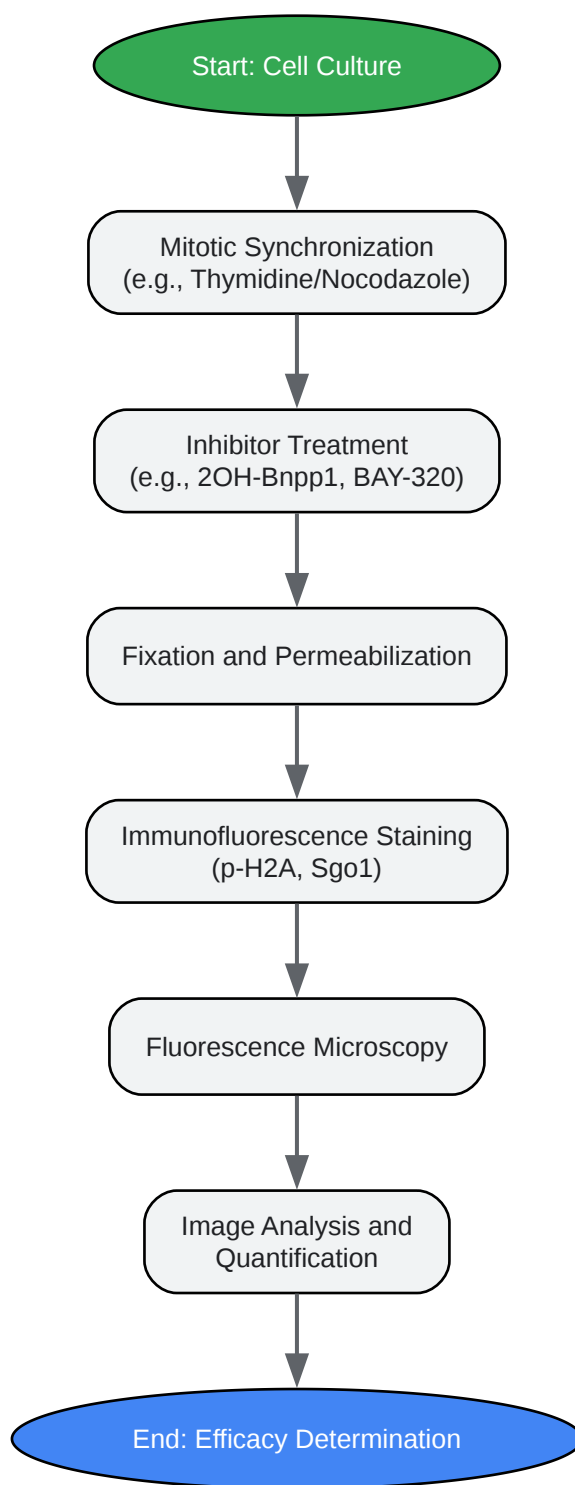 Start: Cell Culture
Mitotic Synchronization
(e.g., Thymidine/Nocodazole)
Inhibitor Treatment
(e.g., 2OH-Bnpp1, BAY-320)
Fixation and Permeabilization
Immunofluorescence Staining
(p-H2A, Sgo1)
Fluorescence Microscopy
Image Analysis and
Quantification
End: Efficacy Determination